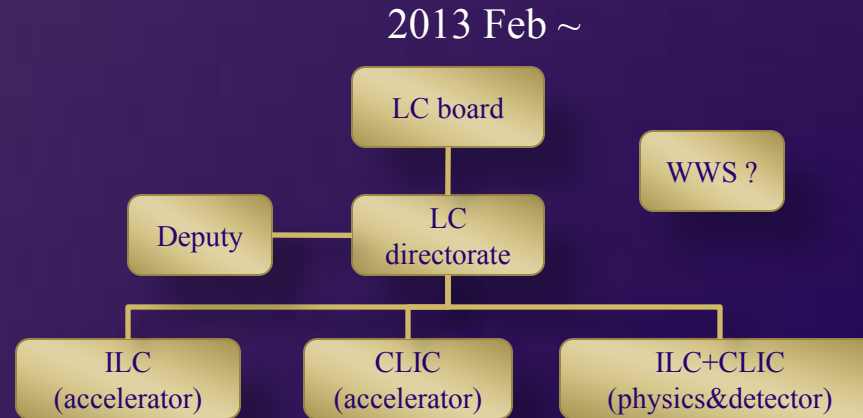 2013 Feb ~
LC board
WWS ?
Deputy
LC
directorate
ILC
(accelerator)
CLIC
(accelerator)
ILC+CLIC
(physics&detector)